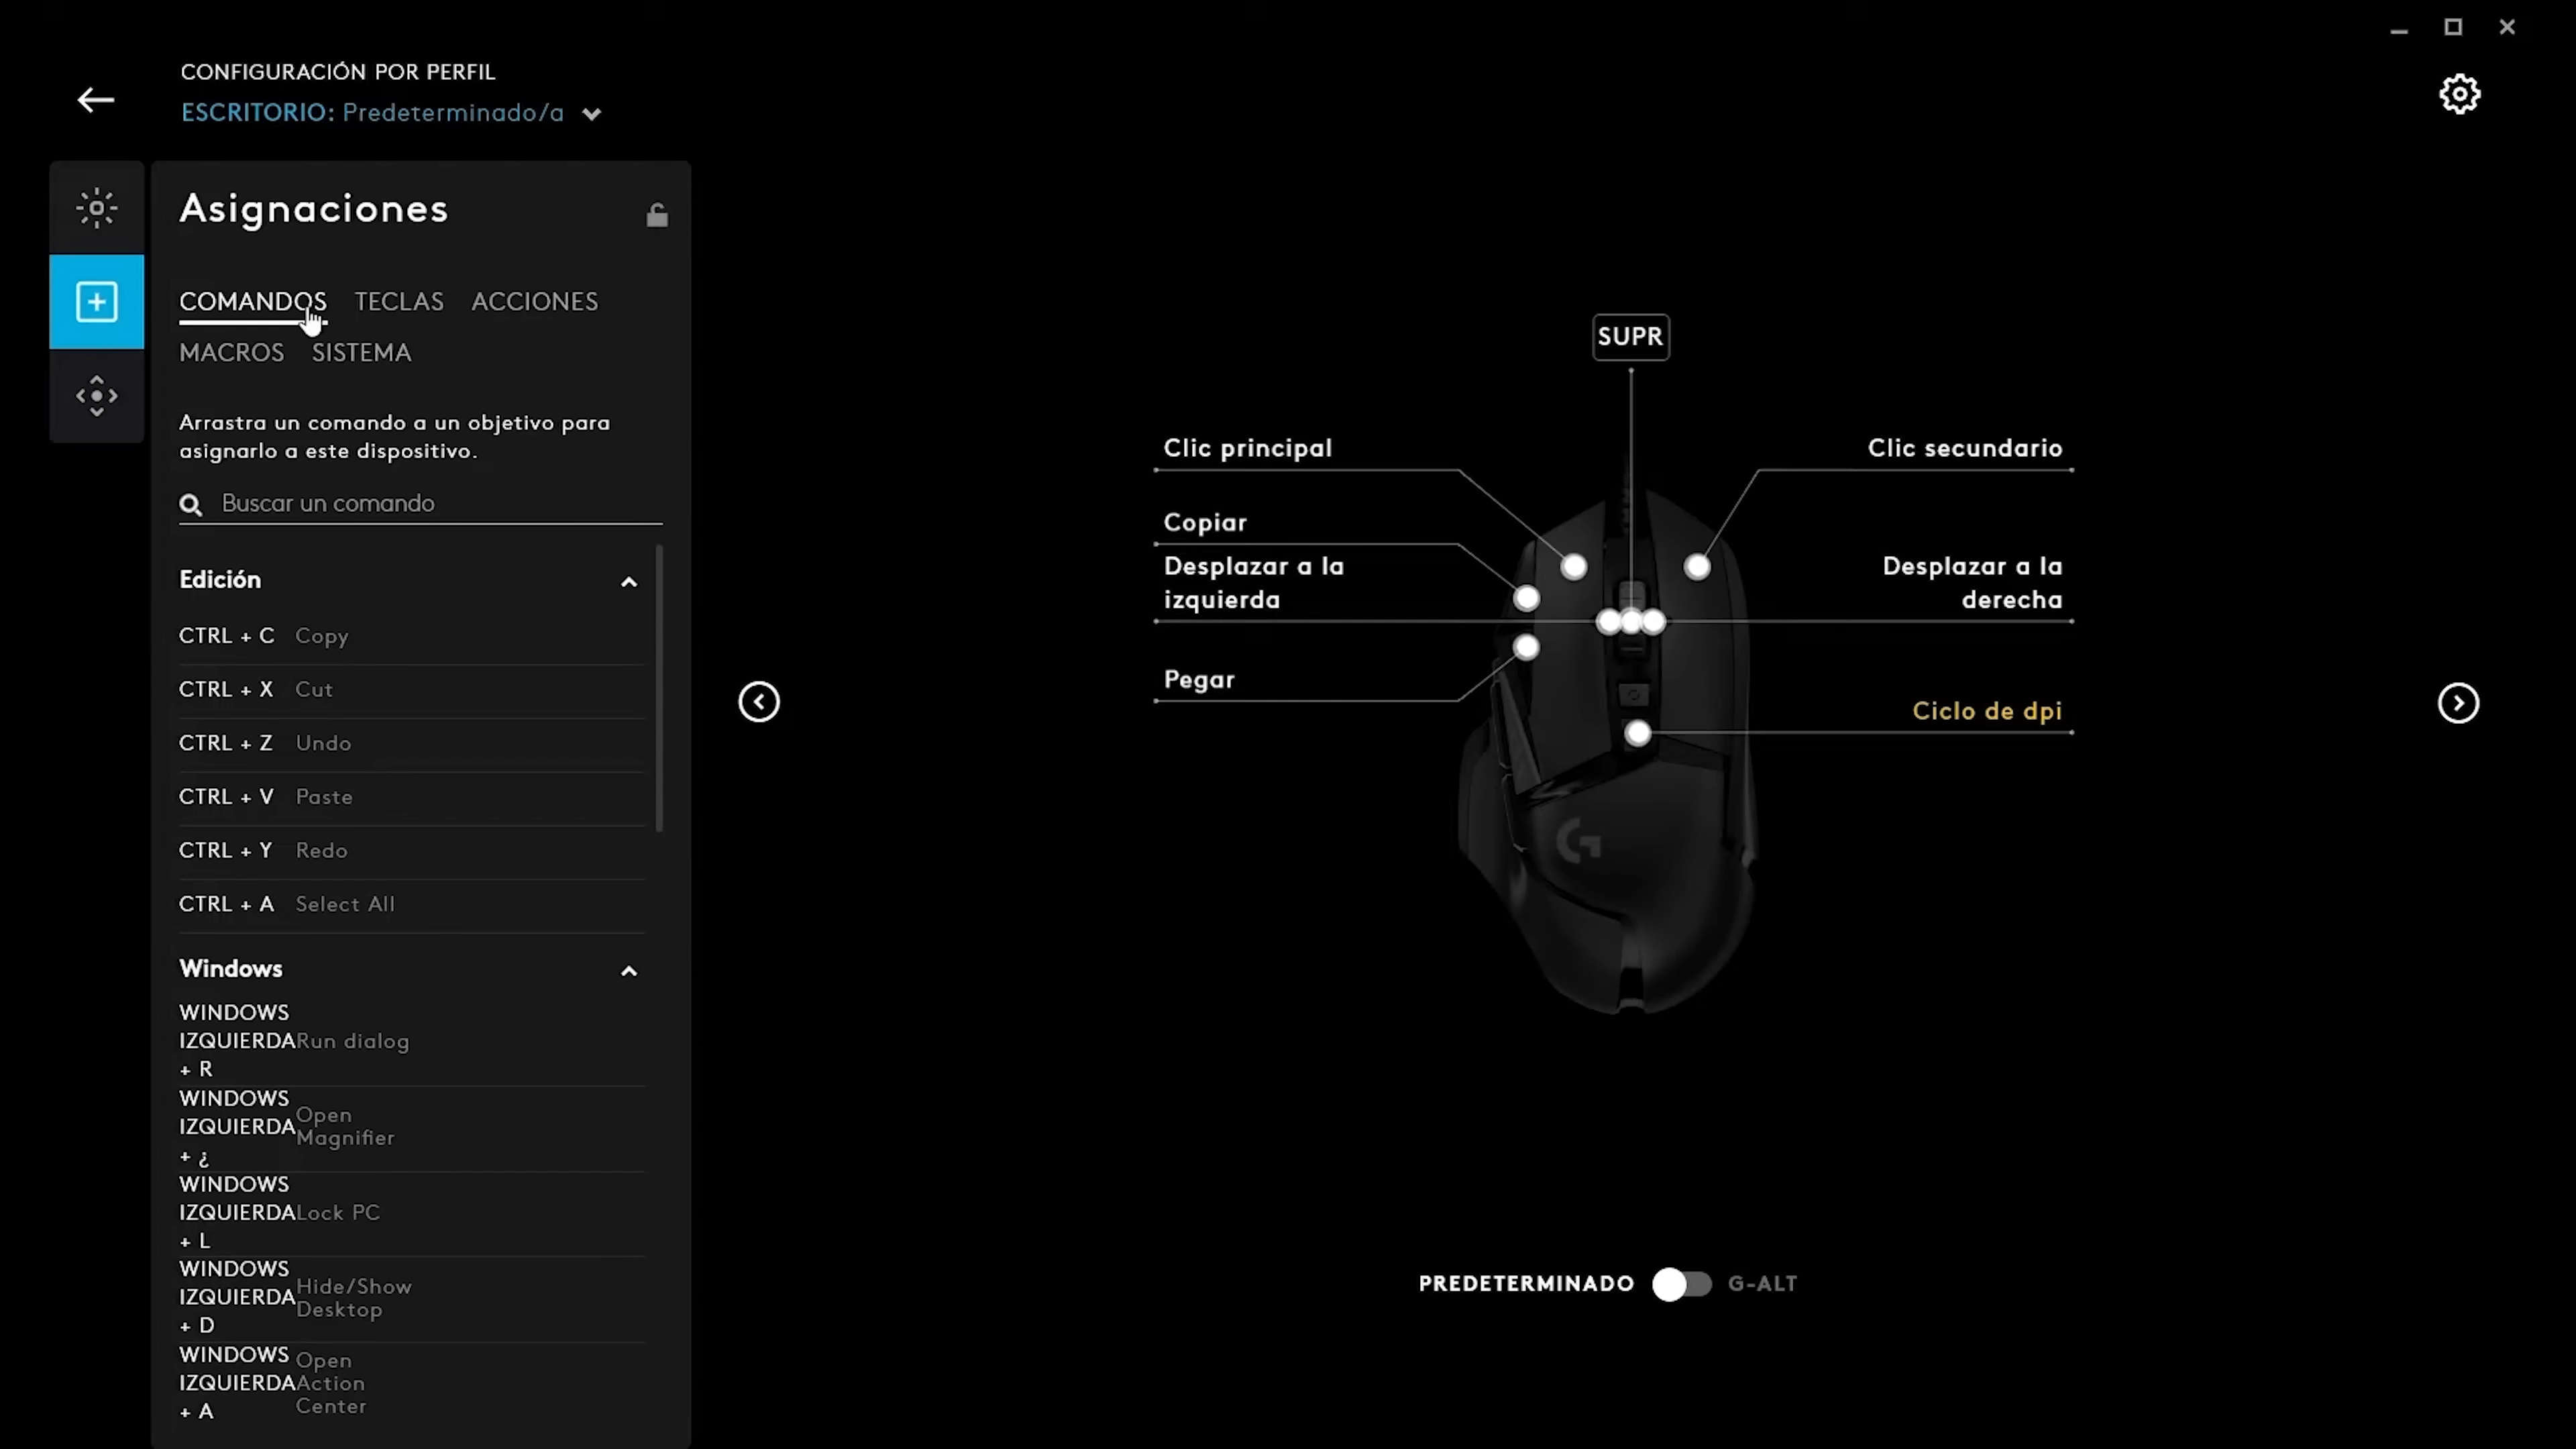 CONFIGURACIÓN POR PERFIL
ESCRITORIO: Predeterminado/a
Asignaciones
COMANDOS TECLAS ACCIONES
MACROS SISTEMA
Arrastra un comando a un objetivo para
asignarlo a este dispositivo.
Buscar un comando
Edición
CTRL + C Copy
CTRL + X Cut
CTRL + Z Undo
CTRL + V Paste
CTRL + Y Redo
CTRL + A Select All
Windows
WINDOWS
IZQUIERDA Run dialog
+ R
WINDOWS
IZQUIERDA Open
Magnifier
+ ¿
WINDOWS
IZQUIERDA Lock PC
+ L
WINDOWS
IZQUIERDA Hide/Show
Desktop
+ D
WINDOWS
IZQUIERDA Open
Action
Center
+ A
SUPR
Clic principal
Clic secundario
Copiar
Desplazar a la
izquierda
Desplazar a la
derecha
Pegar
Ciclo de dpi
G
PREDETERMINADO G-ALT